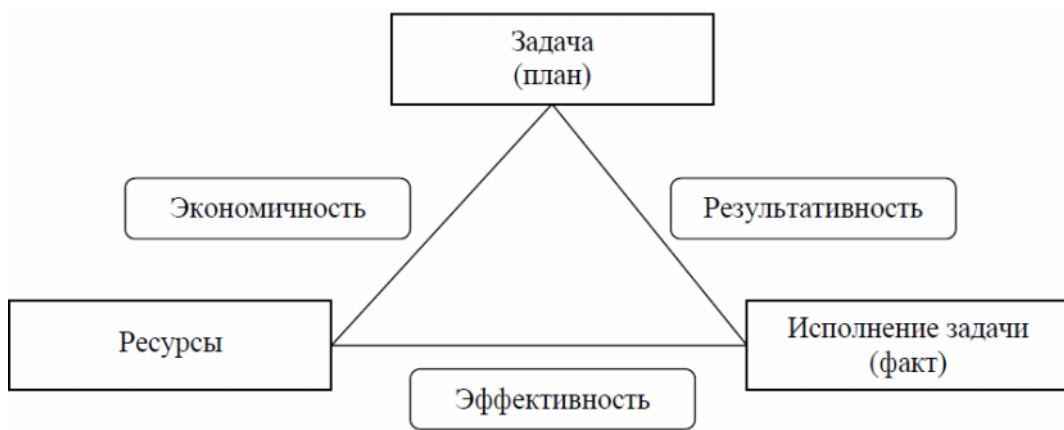 Задача
(план)
Экономичность
Результативность
Ресурсы
Исполнение задачи
(факт)
Эффективность